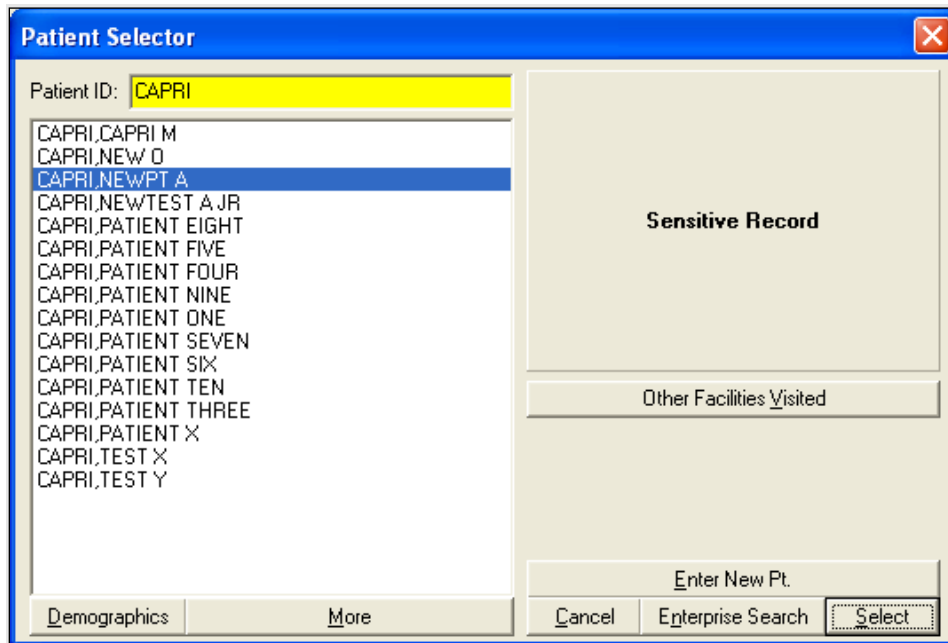 Patient Selector
Patient ID: CAPRI
CAPRI,CAPRI M
CAPRI,NEW O
CAPRI,NEWPT A
CAPRI,NEWTEST A JR
CAPRI,PATIENT EIGHT
CAPRI,PATIENT FIVE
CAPRI,PATIENT FOUR
CAPRI,PATIENT NINE
CAPRI,PATIENT ONE
CAPRI,PATIENT SEVEN
CAPRI,PATIENT SIX
CAPRI,PATIENT TEN
CAPRI,PATIENT THREE
CAPRI,PATIENT X
CAPRI,TEST X
CAPRI,TEST Y
Demographics
More
Sensitive Record
Other Facilities Visited
Enter New Pt.
Cancel
Enterprise Search
Select